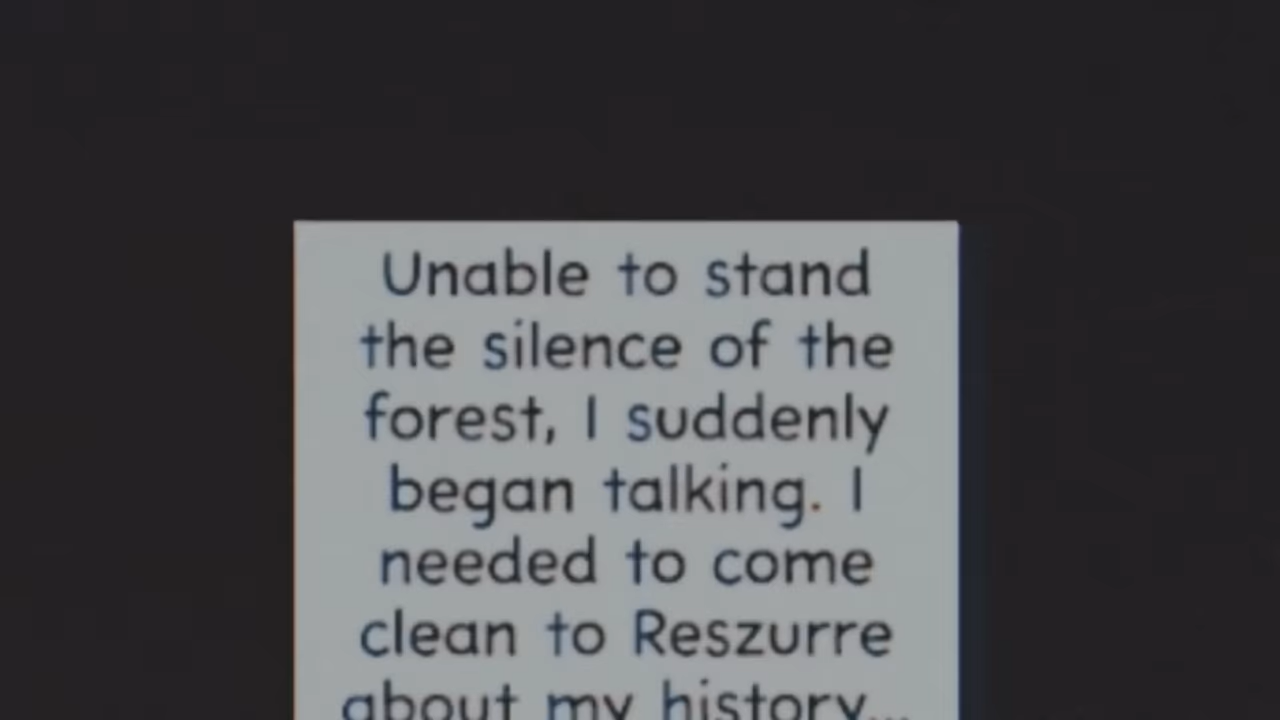 Unable to stand
the silence of the
forest, I suddenly
began talking. I
needed to come
clean to Reszurre
about my history...